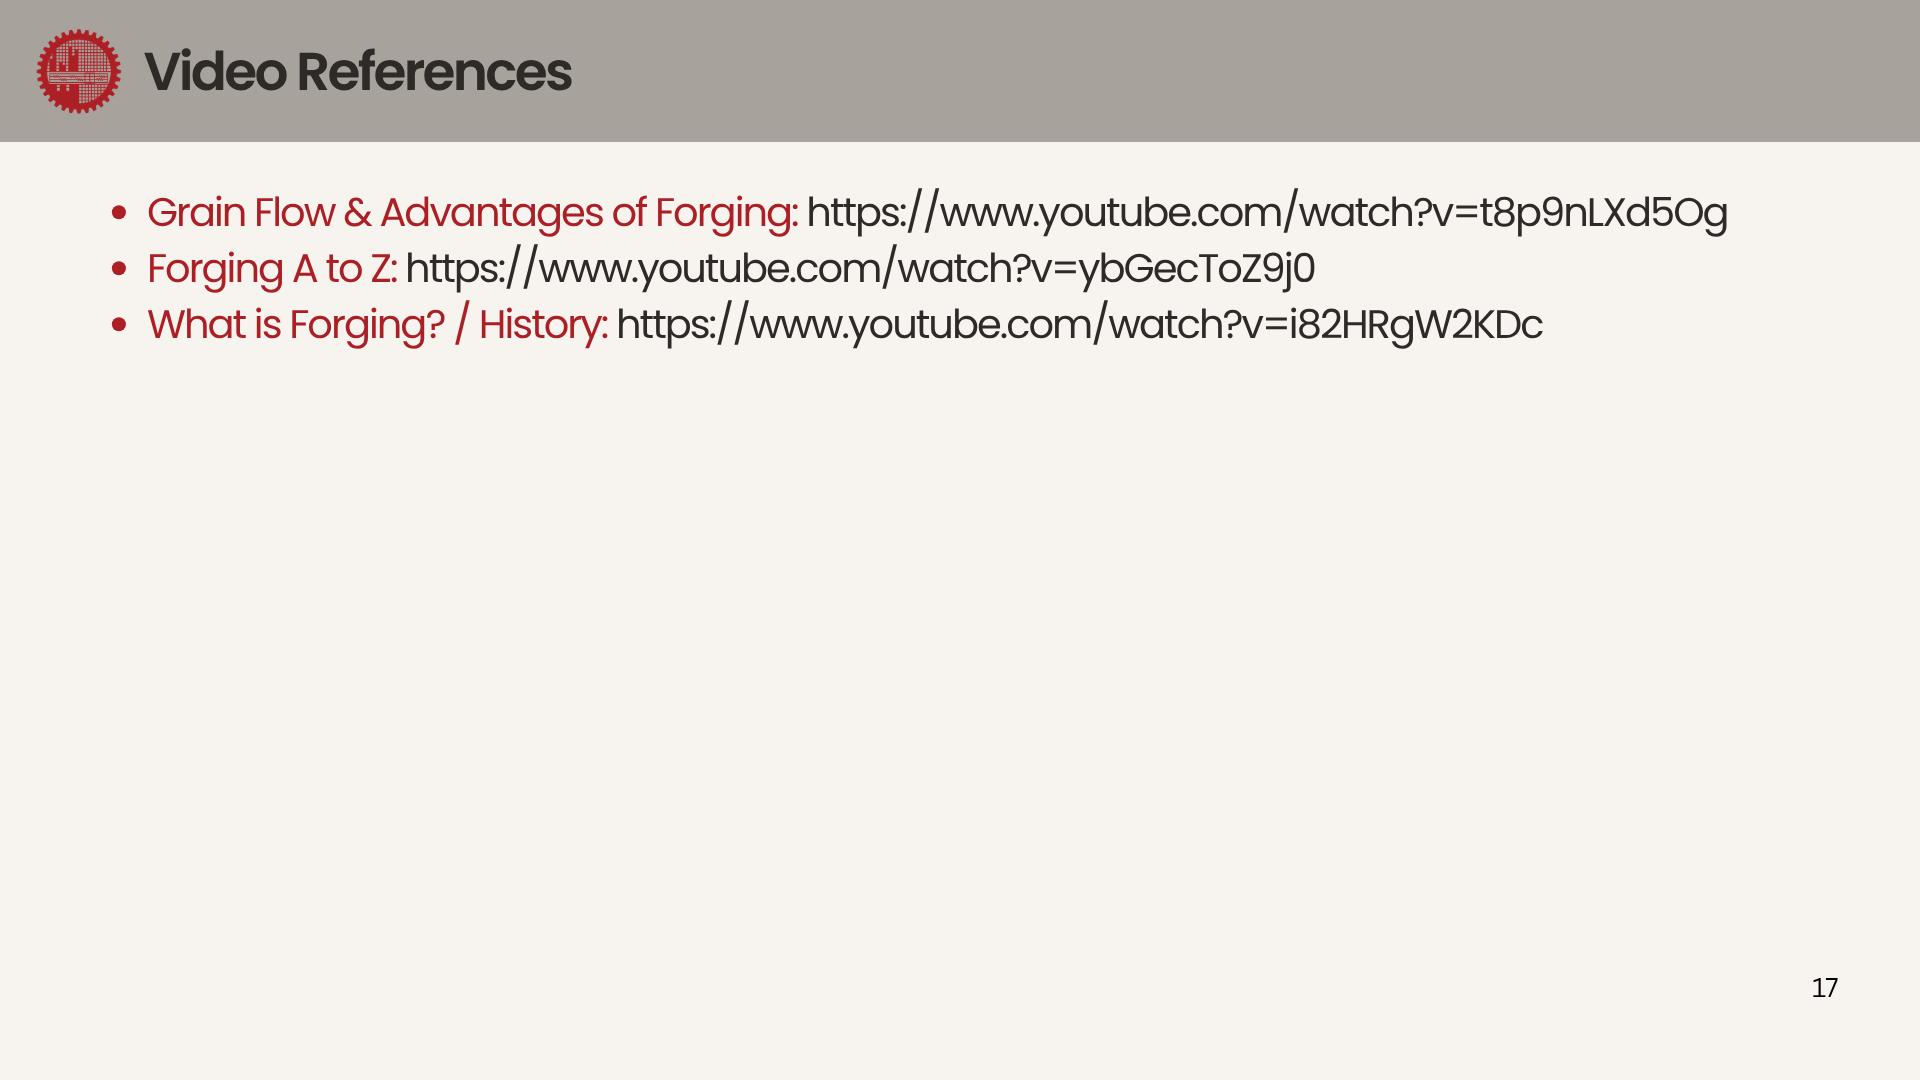 Video References
• Grain Flow & Advantages of Forging: https://www.youtube.com/watch?v=t8p9nLXd5Og
• Forging A to Z: https://www.youtube.com/watch?v=ybGecToZ9j0
• What is Forging? / History: https://www.youtube.com/watch?v=i82HRgW2KDc
17